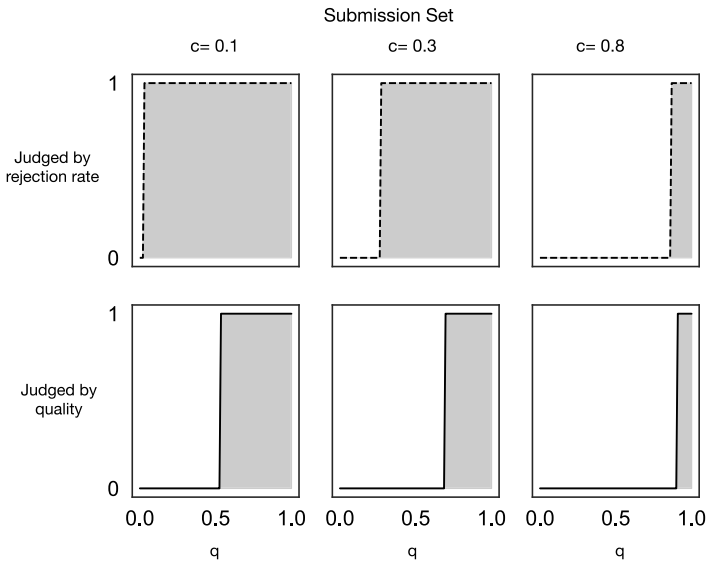 Submission Set
c= 0.1 c= 0.3 c= 0.8
1
Judged by
rejection rate
0
1
Judged by
quality
0
0.0 0.5 1.0 0.0 0.5 1.0 0.0 0.5 1.0
q q q